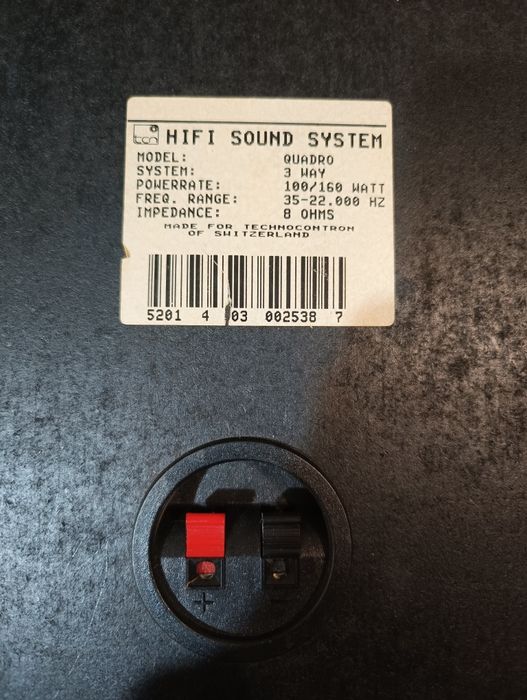 tcn HIFI SOUND SYSTEM
MODEL: QUADRO
SYSTEM: 3 WAY
POWERRATE: 100/160 WATT
FREQ. RANGE: 35-22.000 HZ
IMPEDANCE: 8 OHMS
MADE FOR TECHNOCONTRON
OF SWITZERLAND
5201 4 03 002538 7
+ -